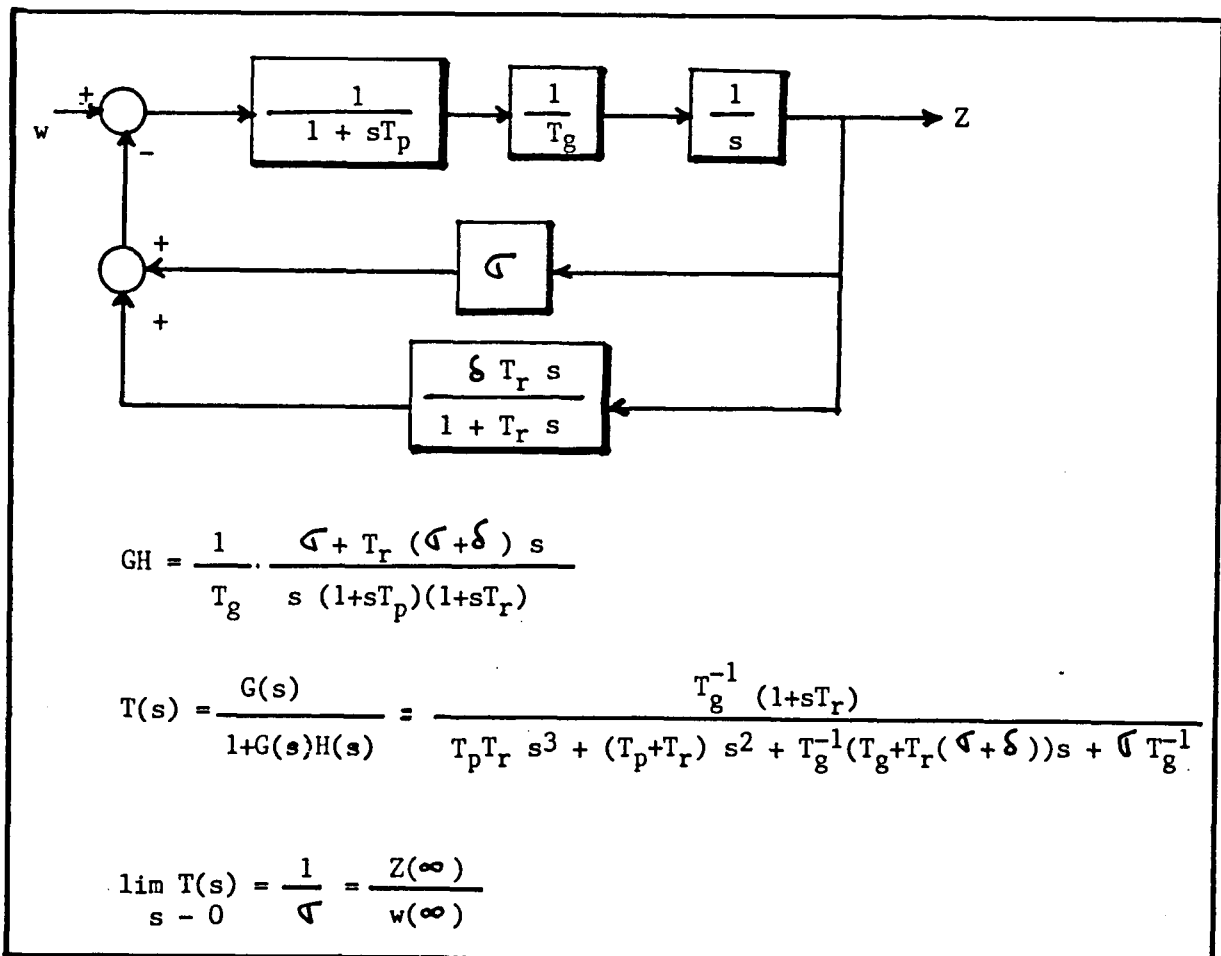 w + - 1 / (1 + sT_p) 1 / T_g 1 / s Z
+ σ
+ δ T_r s / (1 + T_r s)
GH = 1/T_g · (σ + T_r (σ+δ) s) / (s (1+sT_p)(1+sT_r))
T(s) = G(s) / (1+G(s)H(s)) = T_g^-1 (1+sT_r) / (T_pT_r s^3 + (T_p+T_r) s^2 + T_g^-1(T_g+T_r(σ+δ))s + σ T_g^-1)
lim T(s) = 1/σ = Z(∞)/w(∞)
s - 0